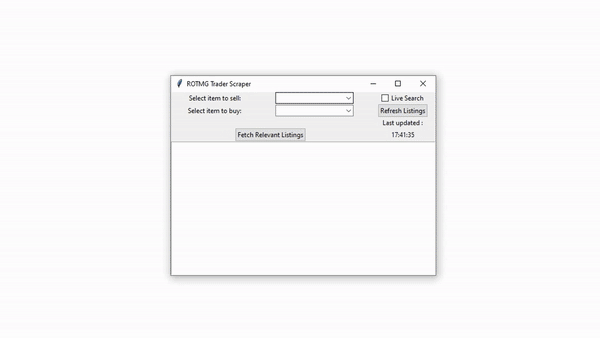 ROTMG Trader Scraper
Select item to sell:
Live Search
Select item to buy:
Refresh Listings
Last updated :
Fetch Relevant Listings
17:41:35